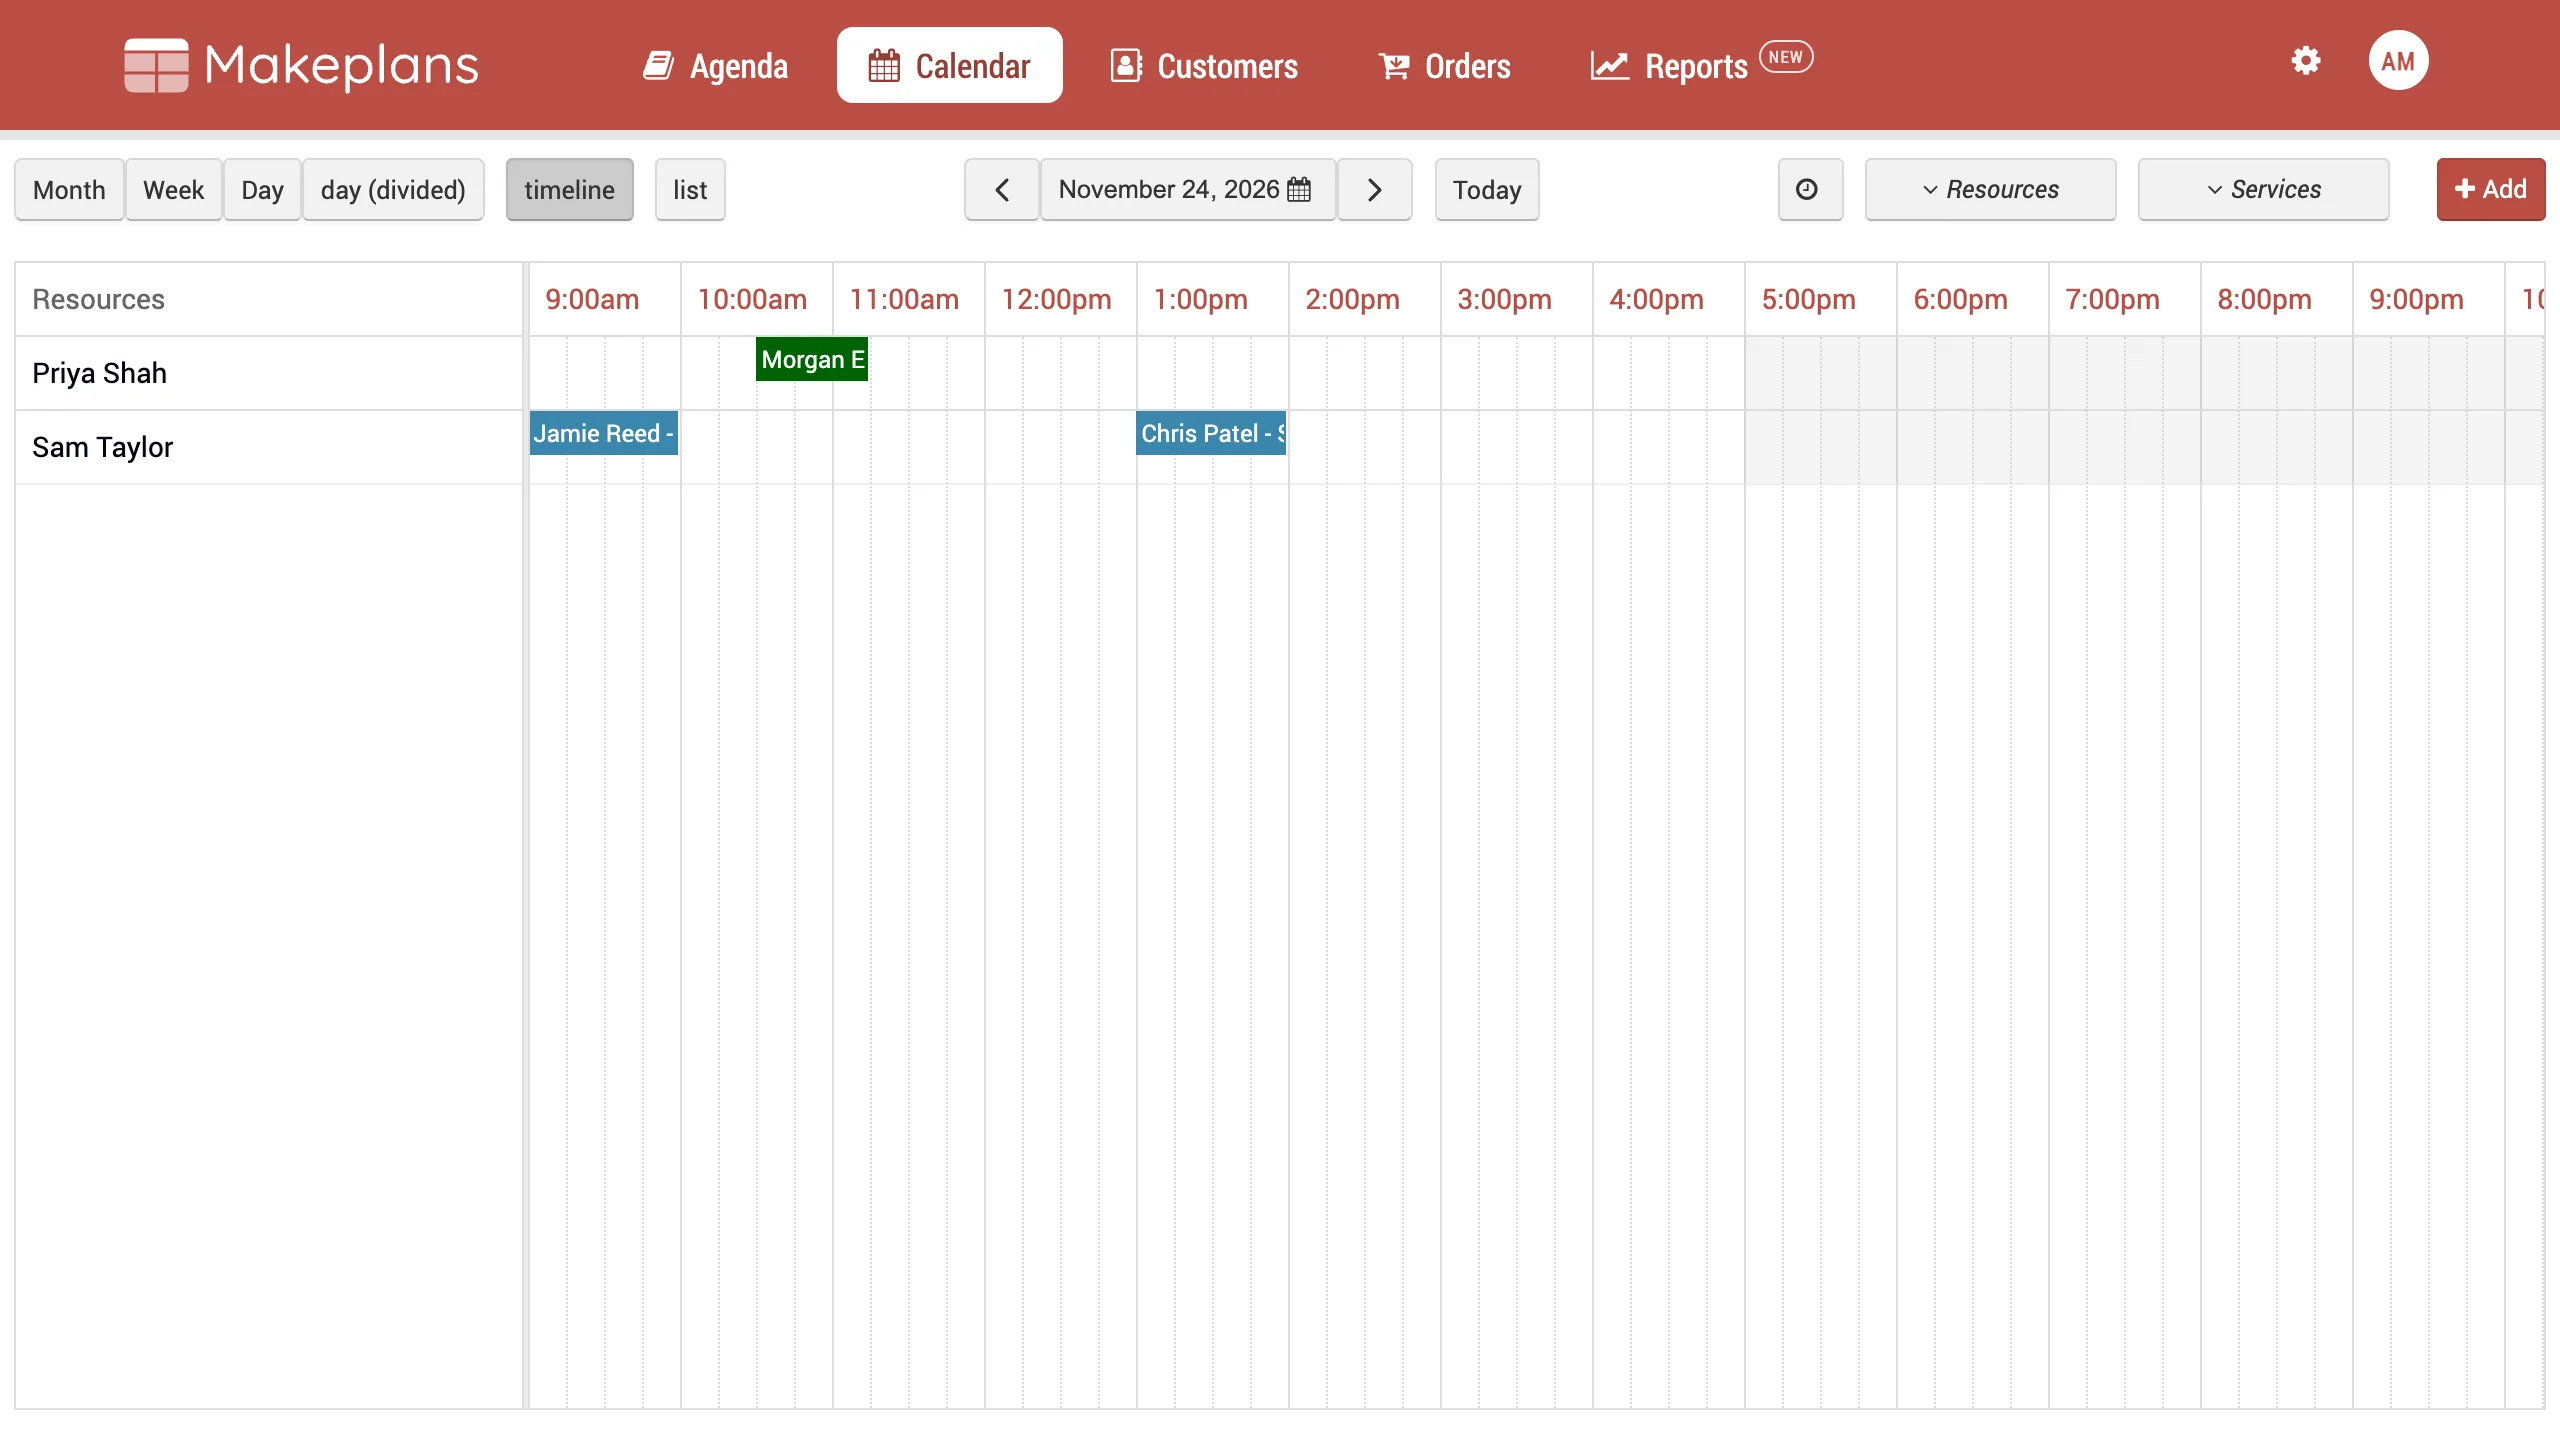 Makeplans Agenda Calendar Customers Orders Reports NEW AM
Month Week Day day (divided) timeline list November 24, 2026 Today Resources Services Add
Resources 9:00am 10:00am 11:00am 12:00pm 1:00pm 2:00pm 3:00pm 4:00pm 5:00pm 6:00pm 7:00pm 8:00pm 9:00pm 10
Priya Shah Morgan E
Sam Taylor Jamie Reed - Chris Patel -